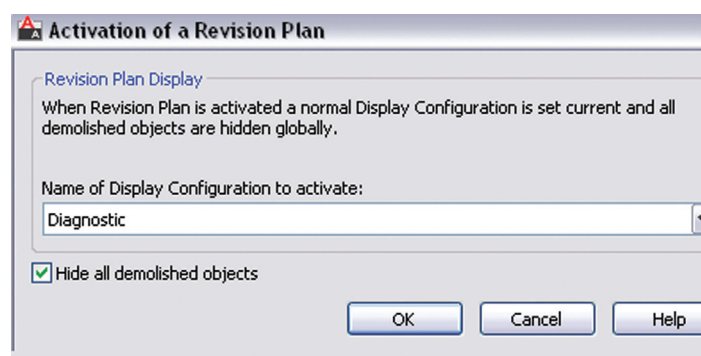 Activation of a Revision Plan
Revision Plan Display
When Revision Plan is activated a normal Display Configuration is set current and all
demolished objects are hidden globally.
Name of Display Configuration to activate:
Diagnostic
Hide all demolished objects
OK Cancel Help